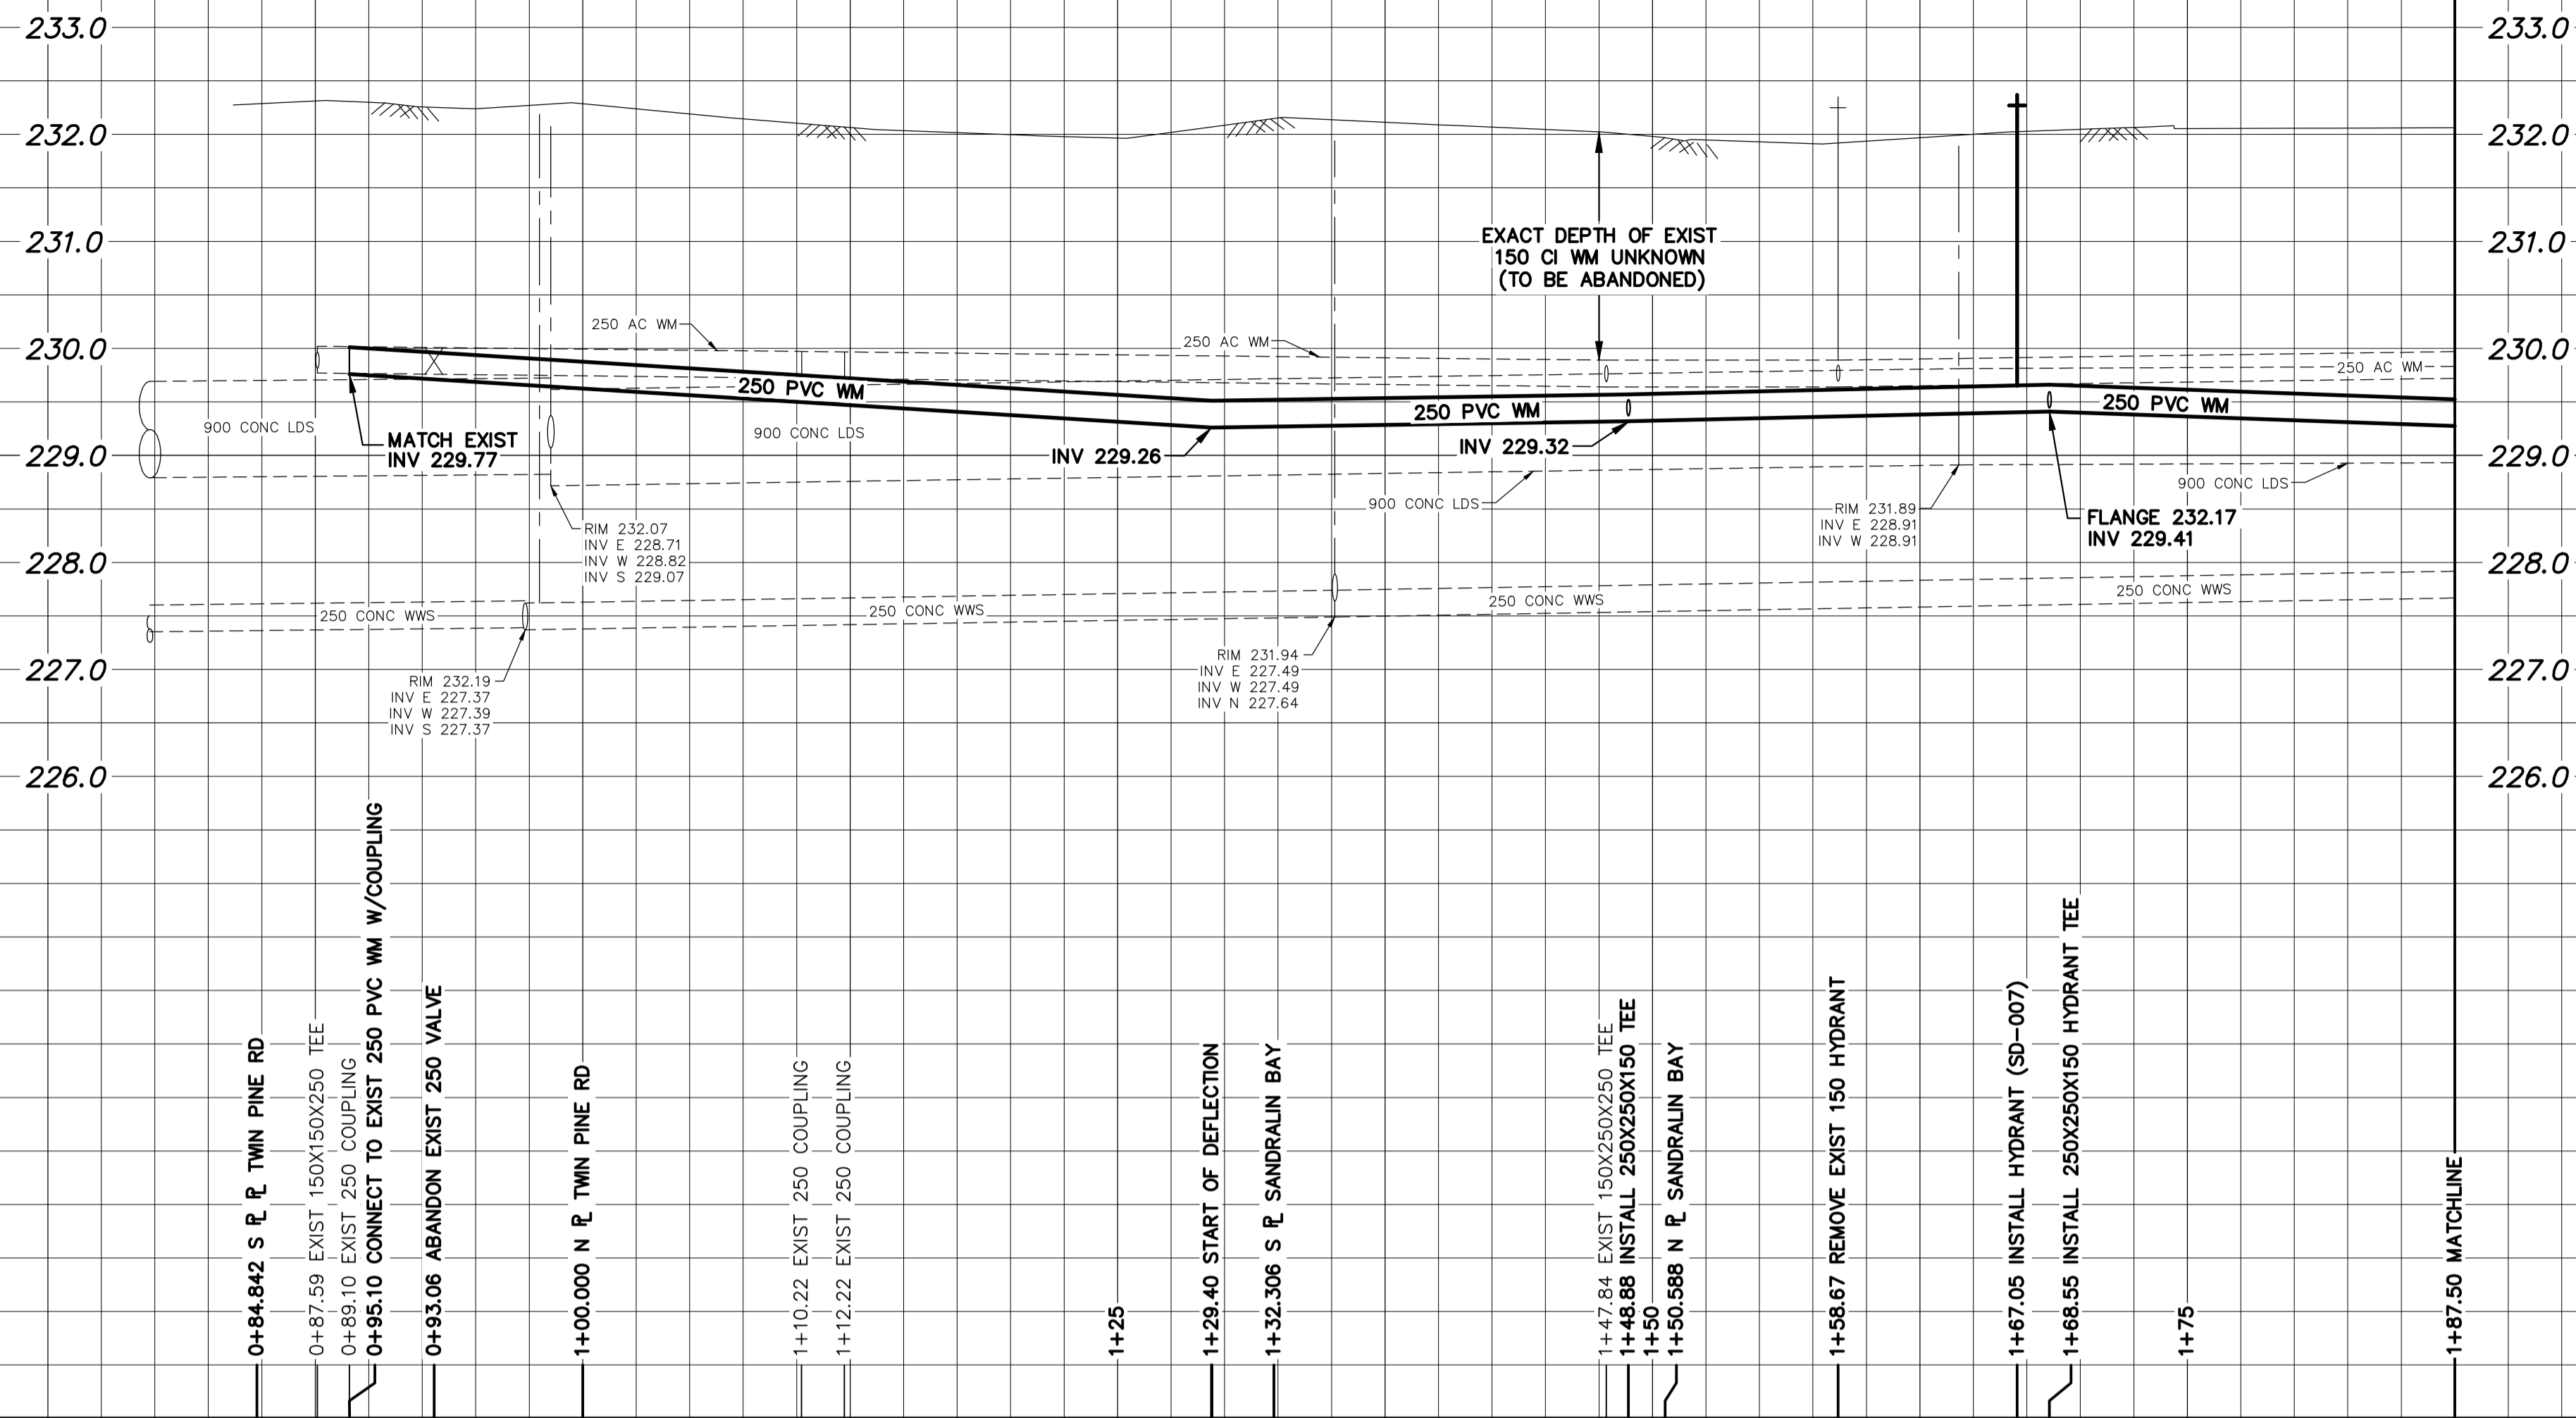 233.0
233.0
232.0
232.0
231.0
231.0
EXACT DEPTH OF EXIST
150 CI WM UNKNOWN
(TO BE ABANDONED)
250 AC WM
250 AC WM
230.0
230.0
250 AC WM
250 PVC WM
250 PVC WM
250 PVC WM
900 CONC LDS
MATCH EXIST
INV 229.77
900 CONC LDS
INV 229.26
INV 229.32
229.0
229.0
900 CONC LDS
900 CONC LDS
RIM 232.07
INV E 228.71
INV W 228.82
INV S 229.07
RIM 231.89
INV E 228.91
INV W 228.91
FLANGE 232.17
INV 229.41
228.0
228.0
250 CONC WWS
250 CONC WWS
250 CONC WWS
250 CONC WWS
227.0
227.0
RIM 232.19
INV E 227.37
INV W 227.39
INV S 227.37
RIM 231.94
INV E 227.49
INV W 227.49
INV N 227.64
226.0
226.0
0+84.842 S PL PL TWIN PINE RD
0+87.59 EXIST 150X150X250 TEE
0+89.10 EXIST 250 COUPLING
0+95.10 CONNECT TO EXIST 250 PVC WM W/COUPLING
0+93.06 ABANDON EXIST 250 VALVE
1+00.000 N PL TWIN PINE RD
1+10.22 EXIST 250 COUPLING
1+12.22 EXIST 250 COUPLING
1+25
1+29.40 START OF DEFLECTION
1+32.306 S PL SANDRALIN BAY
1+47.84 EXIST 150X250X250 TEE
1+48.88 INSTALL 250X250X150 TEE
1+50
1+50.588 N PL SANDRALIN BAY
1+58.67 REMOVE EXIST 150 HYDRANT
1+67.05 INSTALL HYDRANT (SD-007)
1+68.55 INSTALL 250X250X150 HYDRANT TEE
1+75
1+87.50 MATCHLINE